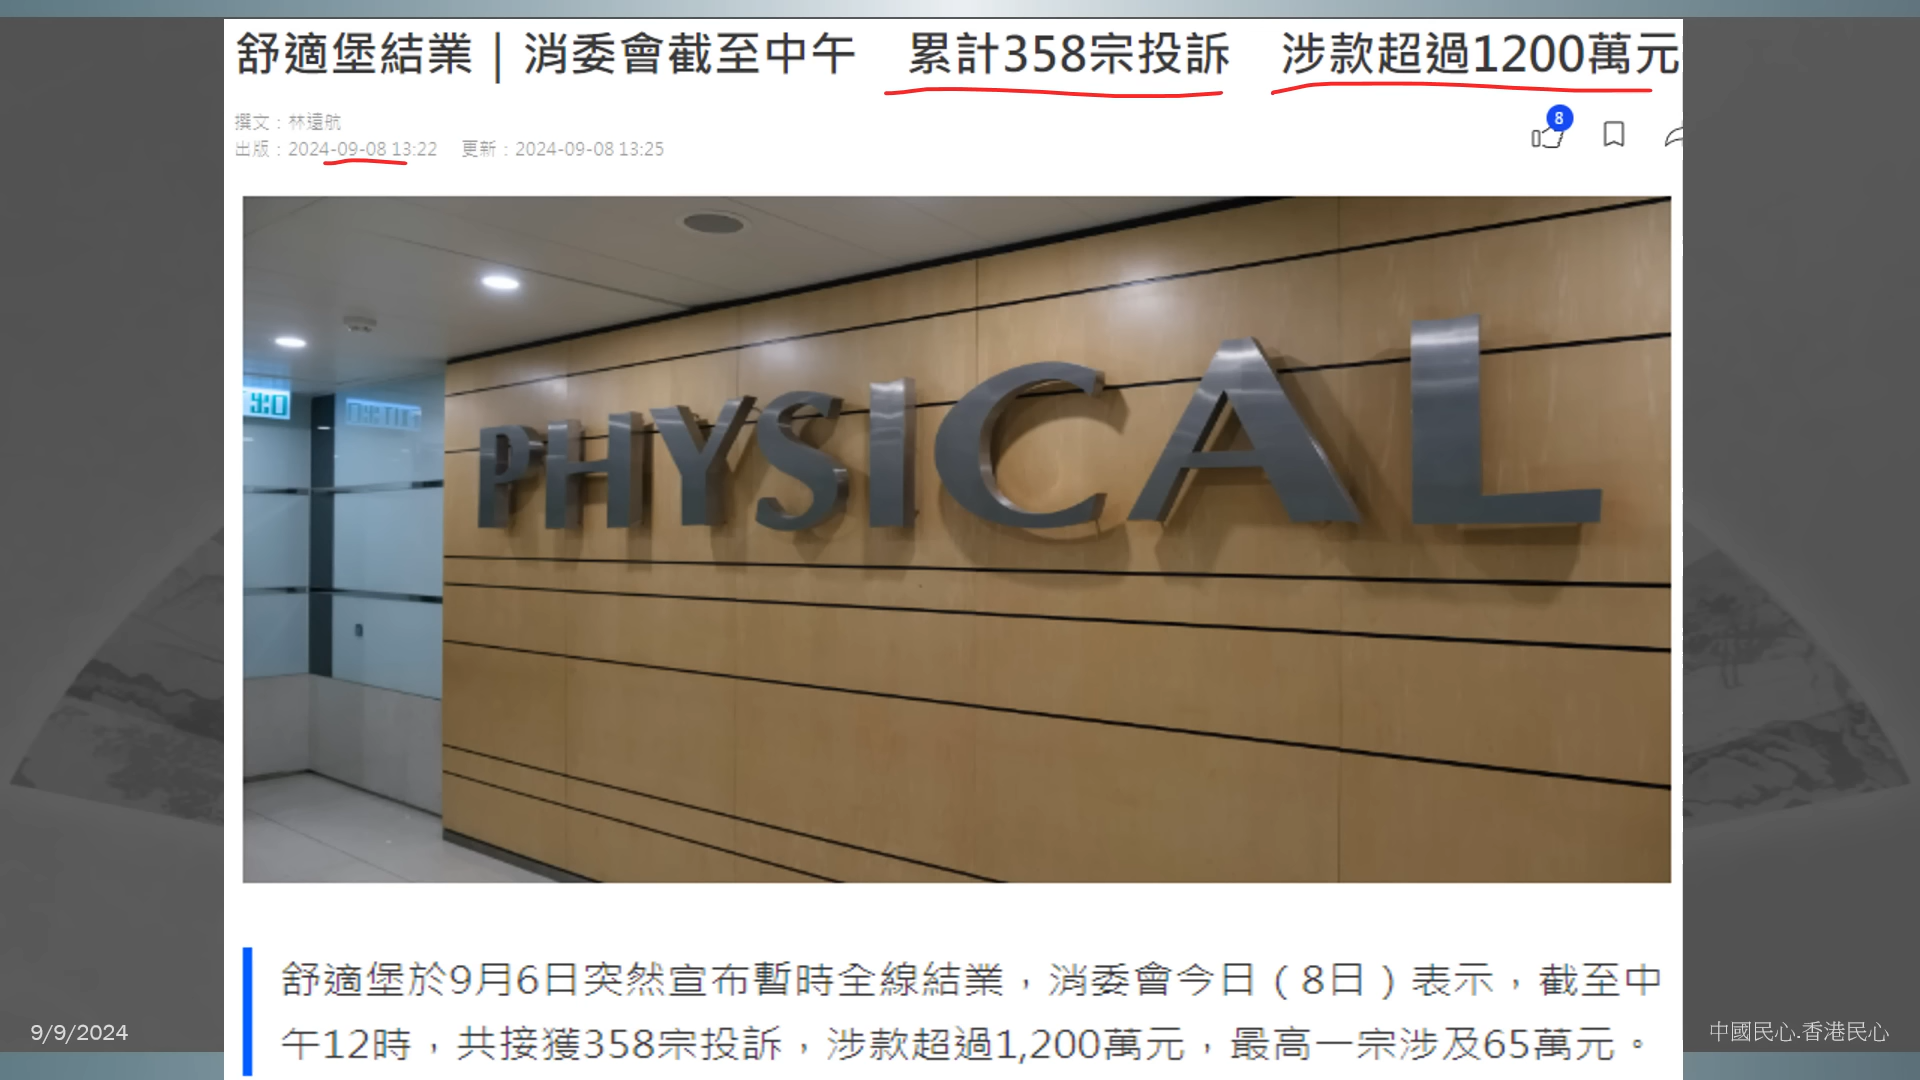 舒適堡結業｜消委會截至中午　累計358宗投訴　涉款超過1200萬元
撰文：林遠航
出版：2024-09-08 13:22　更新：2024-09-08 13:25
8
PHYSICAL
舒適堡於9月6日突然宣布暫時全線結業，消委會今日（8日）表示，截至中
午12時，共接獲358宗投訴，涉款超過1,200萬元，最高一宗涉及65萬元。
9/9/2024
中國民心.香港民心